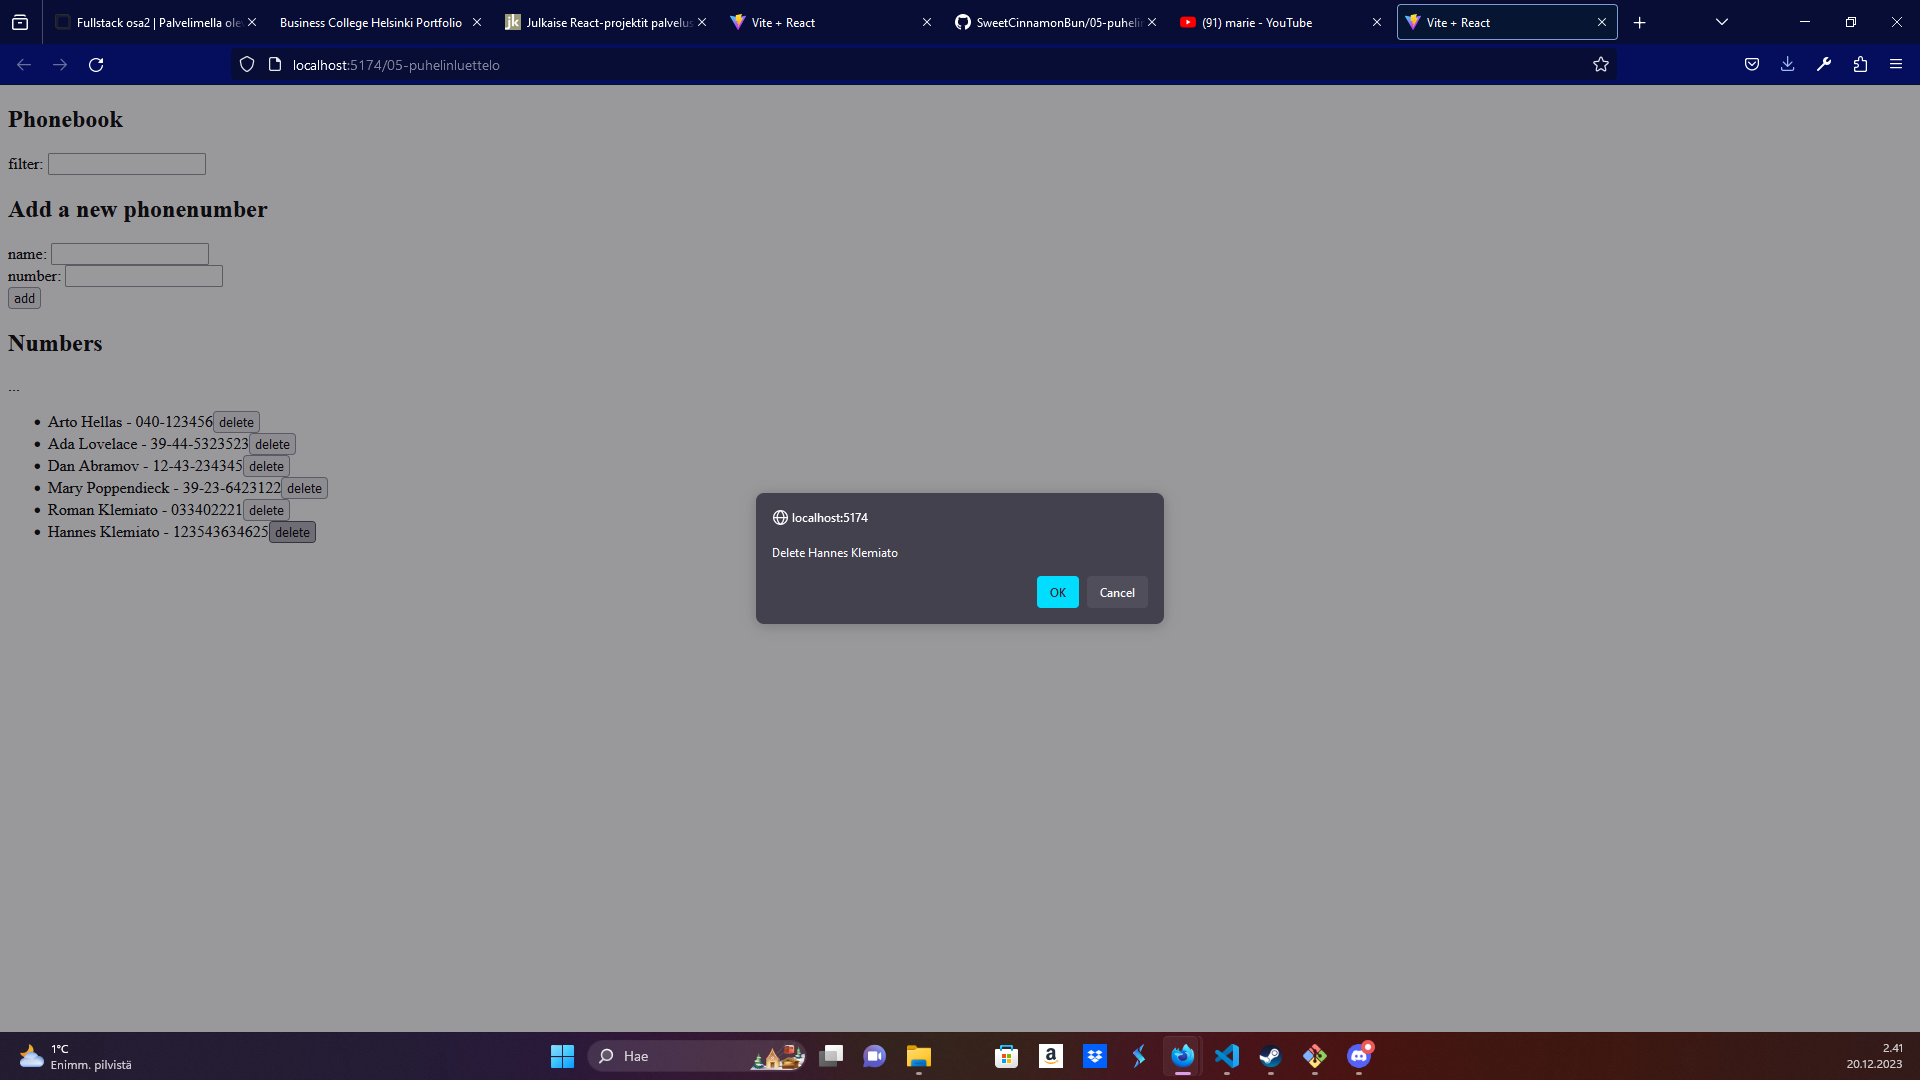 Fullstack osa2 | Palvelimella ole
Business College Helsinki Portfolio
jk Julkaise React-projektit palvelus
Vite + React
SweetCinnamonBun/05-puhelin
(91) marie - YouTube
Vite + React
localhost:5174/05-puhelinluettelo
Phonebook
filter:
Add a new phonenumber
name:
number:
add
Numbers
...
Arto Hellas - 040-123456 delete
Ada Lovelace - 39-44-5323523 delete
Dan Abramov - 12-43-234345 delete
Mary Poppendieck - 39-23-6423122 delete
Roman Klemiato - 033402221 delete
Hannes Klemiato - 123543634625 delete
localhost:5174
Delete Hannes Klemiato
OK Cancel
1°C
Enimm. pilvistä
Hae
a
2.41
20.12.2023